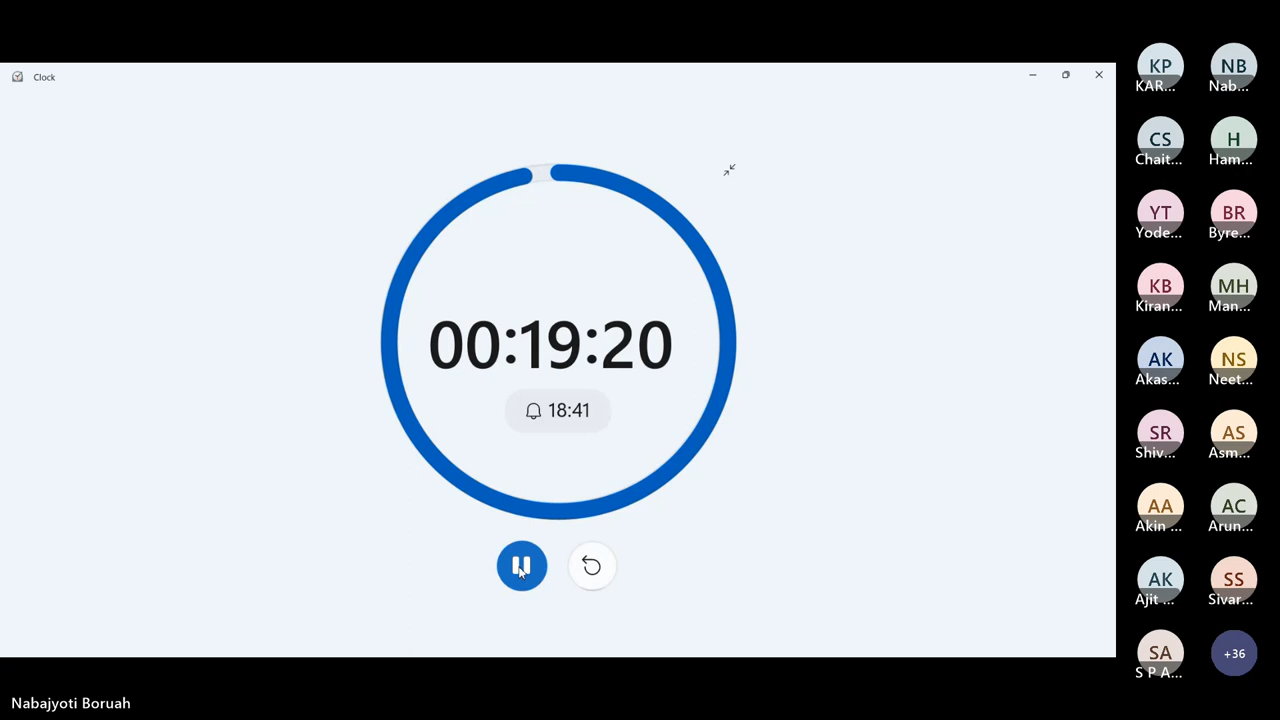 Clock
00:19:20
18:41
KP NB
KAR... Nab...
CS H
Chait... Ham...
YT BR
Yode... Byre...
KB MH
Kiran... Man...
AK NS
Akas... Neet...
SR AS
Shiv... Asm...
AA AC
Akin ... Arun...
AK SS
Ajit ... Sivar...
SA +36
S P A...
Nabajyoti Boruah